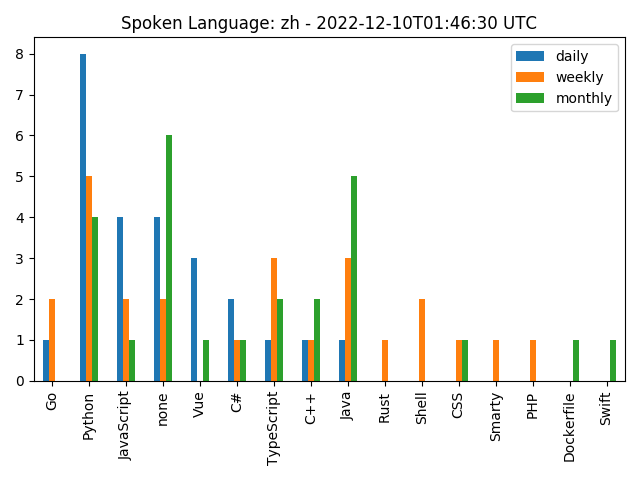 Spoken Language: zh - 2022-12-10T01:46:30 UTC
daily
weekly
monthly
8
7
6
5
4
3
2
1
0
Go
Python
JavaScript
none
Vue
C#
TypeScript
C++
Java
Rust
Shell
CSS
Smarty
PHP
Dockerfile
Swift